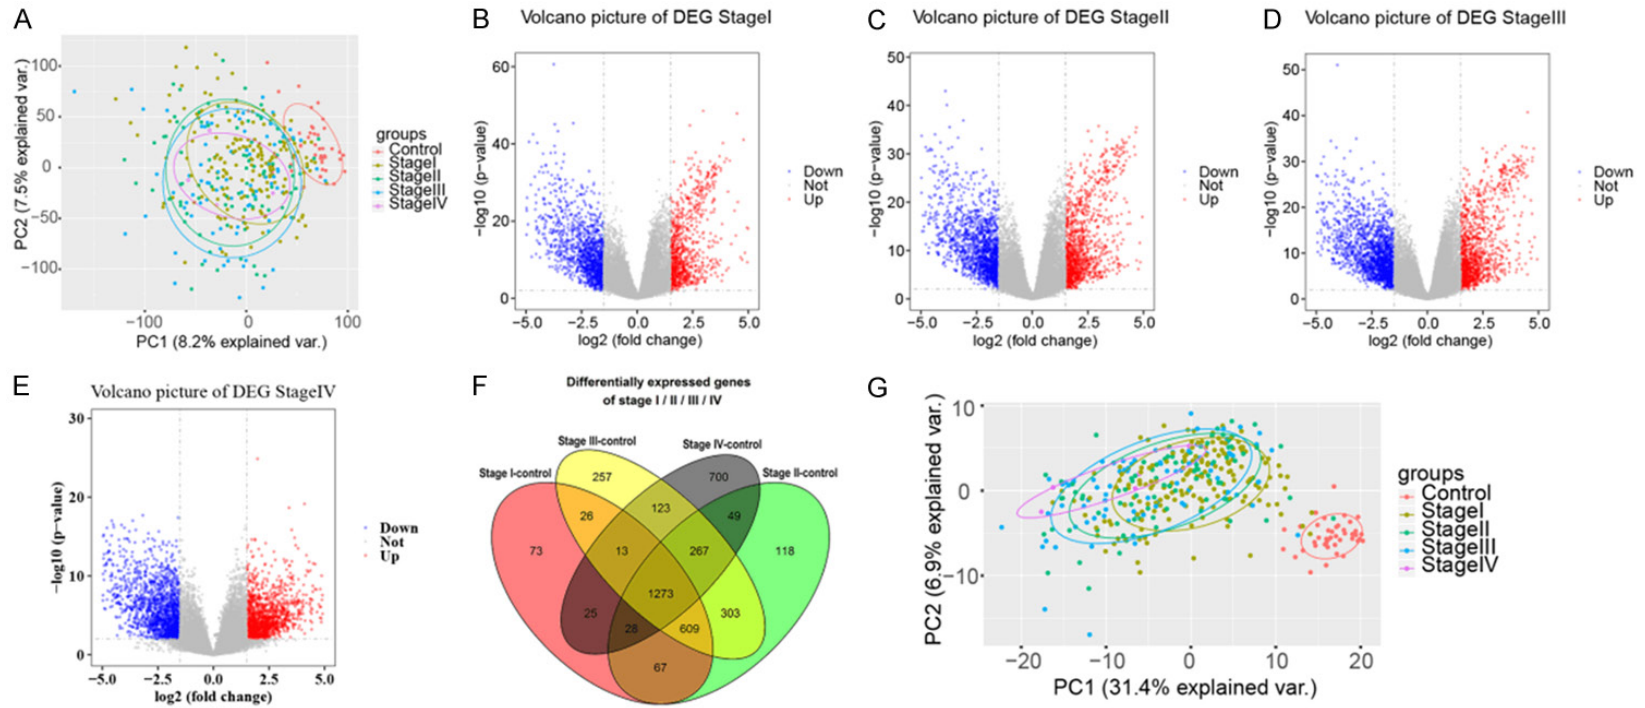 A
100
50
0
−50
−100
−100
0
100
PC2 (7.5% explained var.)
PC1 (8.2% explained var.)
groups
Control
StageI
StageII
StageIII
StageIV
B
Volcano picture of DEG StageI
60
40
20
0
−5.0
−2.5
0.0
2.5
5.0
−log10 (p−value)
log2 (fold change)
Down
Not
Up
C
Volcano picture of DEG StageII
50
40
30
20
10
0
−5.0
−2.5
0.0
2.5
5.0
−log10 (p−value)
log2 (fold change)
Down
Not
Up
D
Volcano picture of DEG StageIII
50
40
30
20
10
0
−5.0
−2.5
0.0
2.5
5.0
−log10 (p−value)
log2 (fold change)
Down
Not
Up
E
Volcano picture of DEG StageIV
30
20
10
0
−5.0
−2.5
0.0
2.5
5.0
−log10 (p−value)
log2 (fold change)
Down
Not
Up
F
Differentially expressed genes
of stage I / II / III / IV
Stage III-control
Stage IV-control
Stage I-control
Stage II-control
257
700
123
26
49
73
13
267
118
1273
25
303
28
609
67
G
10
0
−10
−20
−10
0
10
20
PC2 (6.9% explained var.)
PC1 (31.4% explained var.)
groups
Control
StageI
StageII
StageIII
StageIV